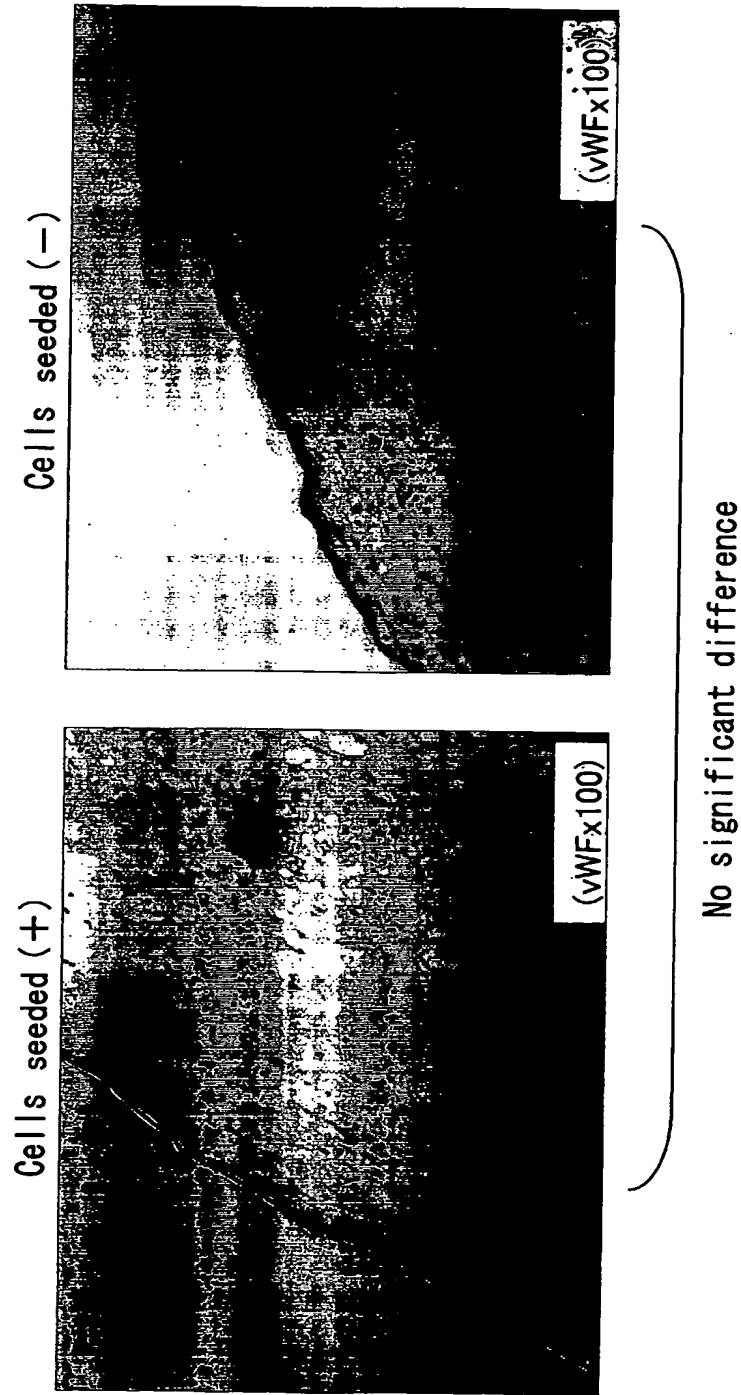 Cells seeded (+)
Cells seeded (—)
(vWFx100)
(vWFx100)
No significant difference